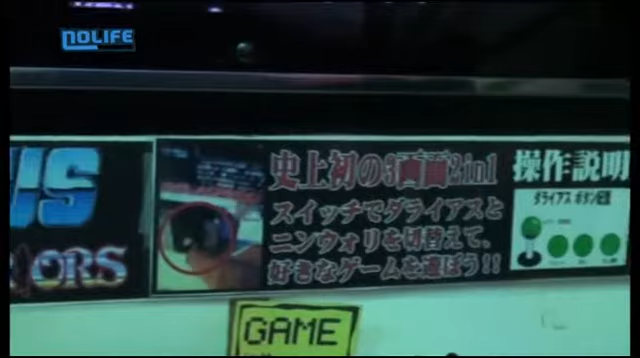 NOLIFE
US
ORS
史上初の3画面2in1
スイッチでダライアスと
ニンウォリを切替えて、
好きなゲームを選ぼう!!
操作説明
ダライアス ボタン配置
GAME